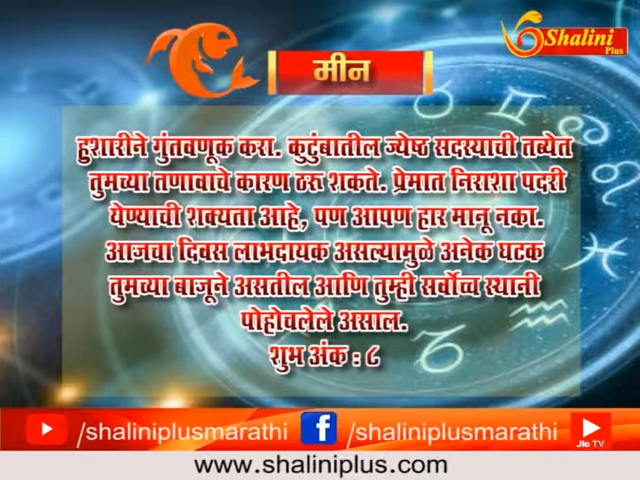 Shalini
Plus
मीन
हुशारीने गुंतवणूक करा. कुटुंबातील ज्येष्ठ सदस्याची तब्येत
तुमच्या तणावाचे कारण ठरू शकते. प्रेमात निराशा पदरी
येण्याची शक्यता आहे, पण आपण हार मानू नका.
आजचा दिवस लाभदायक असल्यामुळे अनेक घटक
तुमच्या बाजूने असतील आणि तुम्ही सर्वोच्च स्थानी
पोहोचलेले असाल.
शुभ अंक : ८
/shaliniplusmarathi
/shaliniplusmarathi
Jio TV
www.shaliniplus.com